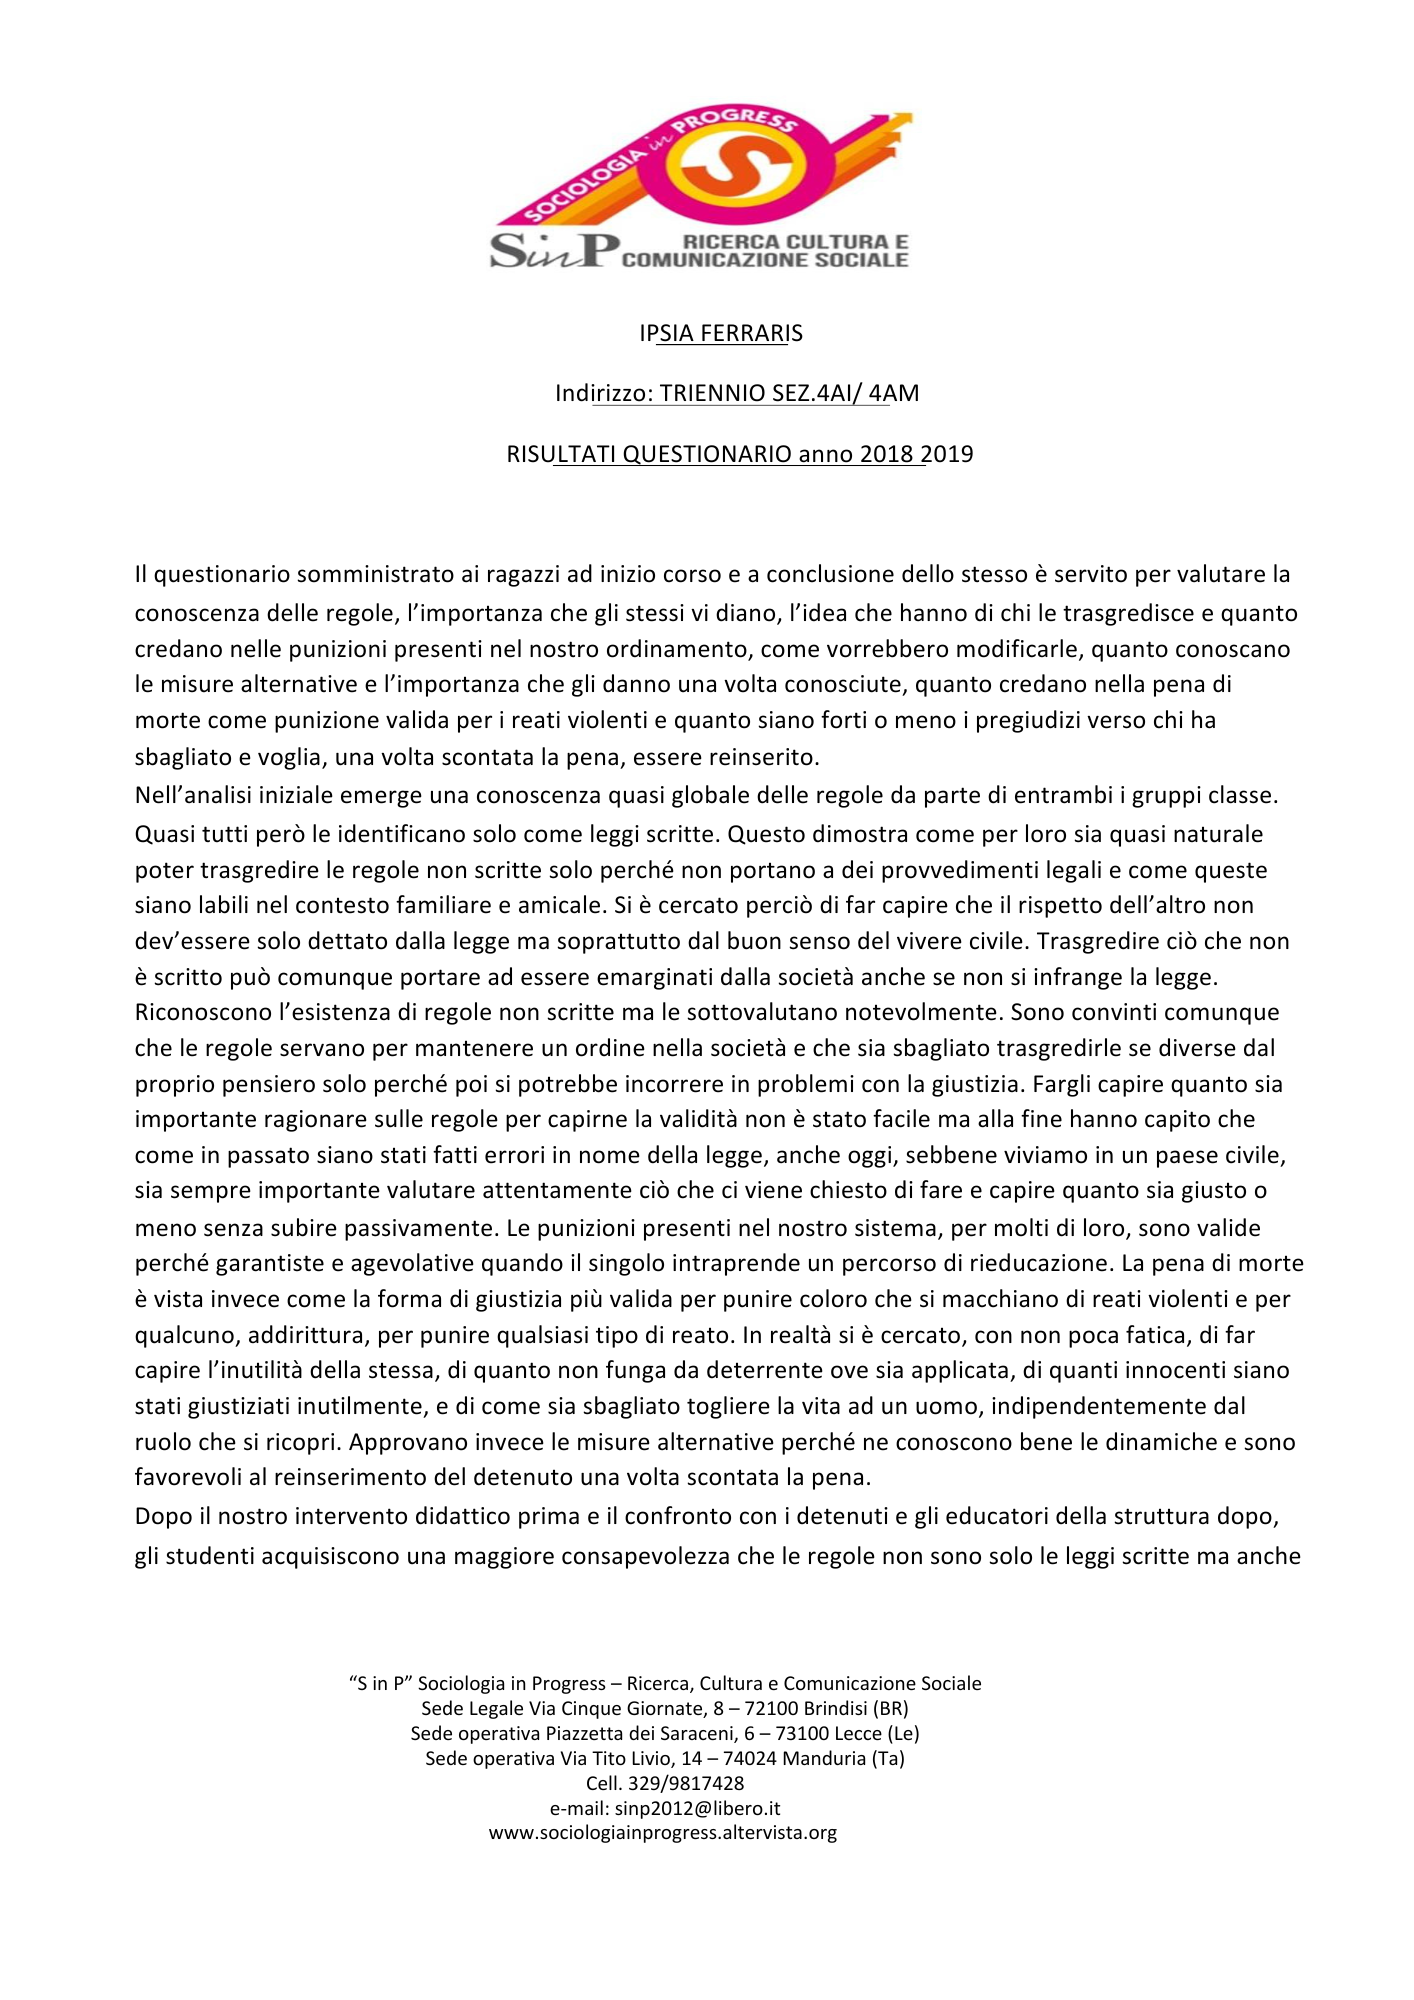 SOCIOLOGIA in PROGRESS
S
SinP RICERCA CULTURA E
COMUNICAZIONE SOCIALE
IPSIA FERRARIS
Indirizzo: TRIENNIO SEZ.4AI/ 4AM
RISULTATI QUESTIONARIO anno 2018 2019
Il questionario somministrato ai ragazzi ad inizio corso e a conclusione dello stesso è servito per valutare la
conoscenza delle regole, l’importanza che gli stessi vi diano, l’idea che hanno di chi le trasgredisce e quanto
credano nelle punizioni presenti nel nostro ordinamento, come vorrebbero modificarle, quanto conoscano
le misure alternative e l’importanza che gli danno una volta conosciute, quanto credano nella pena di
morte come punizione valida per i reati violenti e quanto siano forti o meno i pregiudizi verso chi ha
sbagliato e voglia, una volta scontata la pena, essere reinserito.
Nell’analisi iniziale emerge una conoscenza quasi globale delle regole da parte di entrambi i gruppi classe.
Quasi tutti però le identificano solo come leggi scritte. Questo dimostra come per loro sia quasi naturale
poter trasgredire le regole non scritte solo perché non portano a dei provvedimenti legali e come queste
siano labili nel contesto familiare e amicale. Si è cercato perciò di far capire che il rispetto dell’altro non
dev’essere solo dettato dalla legge ma soprattutto dal buon senso del vivere civile. Trasgredire ciò che non
è scritto può comunque portare ad essere emarginati dalla società anche se non si infrange la legge.
Riconoscono l’esistenza di regole non scritte ma le sottovalutano notevolmente. Sono convinti comunque
che le regole servano per mantenere un ordine nella società e che sia sbagliato trasgredirle se diverse dal
proprio pensiero solo perché poi si potrebbe incorrere in problemi con la giustizia. Fargli capire quanto sia
importante ragionare sulle regole per capirne la validità non è stato facile ma alla fine hanno capito che
come in passato siano stati fatti errori in nome della legge, anche oggi, sebbene viviamo in un paese civile,
sia sempre importante valutare attentamente ciò che ci viene chiesto di fare e capire quanto sia giusto o
meno senza subire passivamente. Le punizioni presenti nel nostro sistema, per molti di loro, sono valide
perché garantiste e agevolative quando il singolo intraprende un percorso di rieducazione. La pena di morte
è vista invece come la forma di giustizia più valida per punire coloro che si macchiano di reati violenti e per
qualcuno, addirittura, per punire qualsiasi tipo di reato. In realtà si è cercato, con non poca fatica, di far
capire l’inutilità della stessa, di quanto non funga da deterrente ove sia applicata, di quanti innocenti siano
stati giustiziati inutilmente, e di come sia sbagliato togliere la vita ad un uomo, indipendentemente dal
ruolo che si ricopri. Approvano invece le misure alternative perché ne conoscono bene le dinamiche e sono
favorevoli al reinserimento del detenuto una volta scontata la pena.
Dopo il nostro intervento didattico prima e il confronto con i detenuti e gli educatori della struttura dopo,
gli studenti acquisiscono una maggiore consapevolezza che le regole non sono solo le leggi scritte ma anche
“S in P” Sociologia in Progress – Ricerca, Cultura e Comunicazione Sociale
Sede Legale Via Cinque Giornate, 8 – 72100 Brindisi (BR)
Sede operativa Piazzetta dei Saraceni, 6 – 73100 Lecce (Le)
Sede operativa Via Tito Livio, 14 – 74024 Manduria (Ta)
Cell. 329/9817428
e-mail: sinp2012@libero.it
www.sociologiainprogress.altervista.org